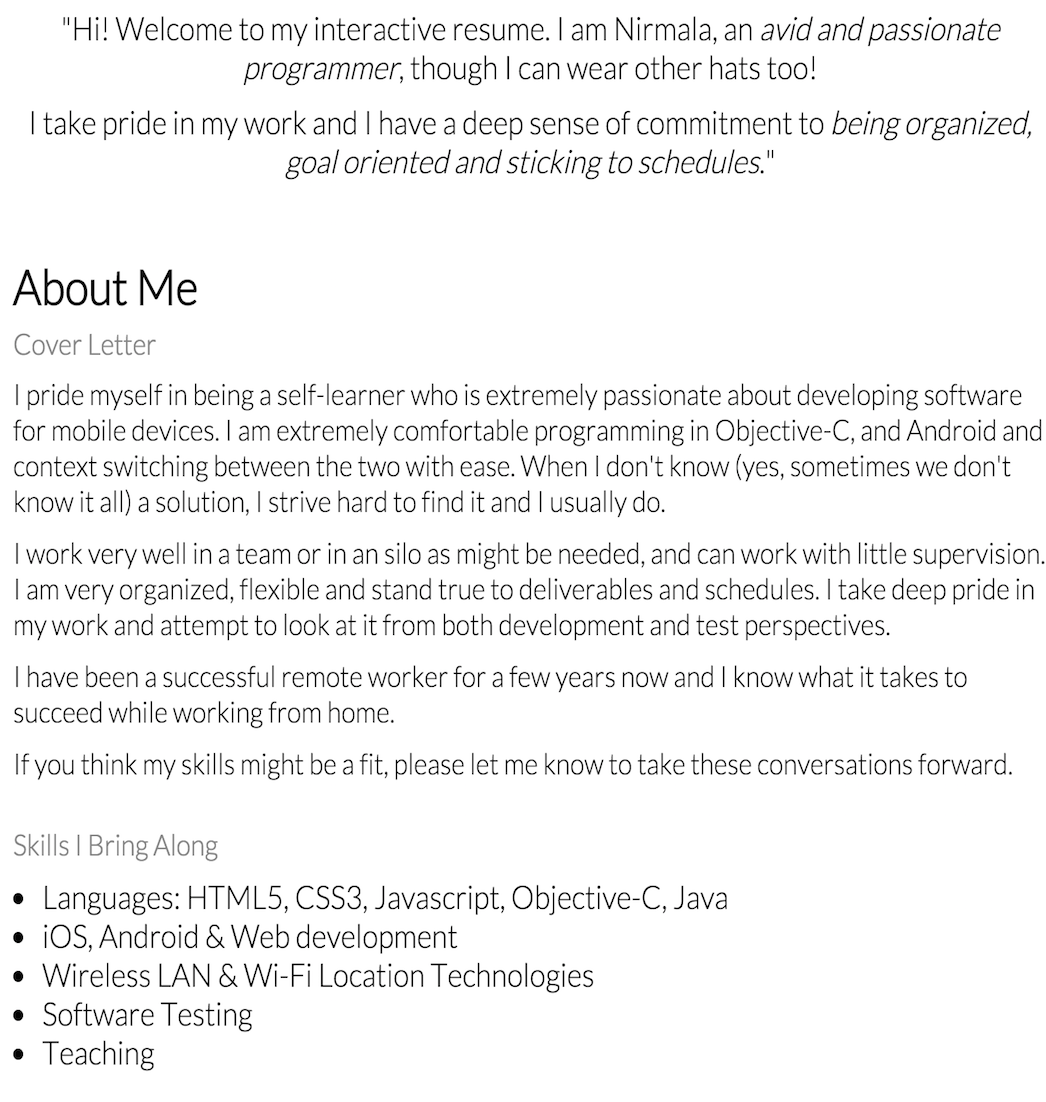 "Hi! Welcome to my interactive resume. I am Nirmala, an avid and passionate
programmer, though I can wear other hats too!
I take pride in my work and I have a deep sense of commitment to being organized,
goal oriented and sticking to schedules."
About Me
Cover Letter
I pride myself in being a self-learner who is extremely passionate about developing software
for mobile devices. I am extremely comfortable programming in Objective-C, and Android and
context switching between the two with ease. When I don't know (yes, sometimes we don't
know it all) a solution, I strive hard to find it and I usually do.
I work very well in a team or in an silo as might be needed, and can work with little supervision.
I am very organized, flexible and stand true to deliverables and schedules. I take deep pride in
my work and attempt to look at it from both development and test perspectives.
I have been a successful remote worker for a few years now and I know what it takes to
succeed while working from home.
If you think my skills might be a fit, please let me know to take these conversations forward.
Skills I Bring Along
• Languages: HTML5, CSS3, Javascript, Objective-C, Java
• iOS, Android & Web development
• Wireless LAN & Wi-Fi Location Technologies
• Software Testing
• Teaching